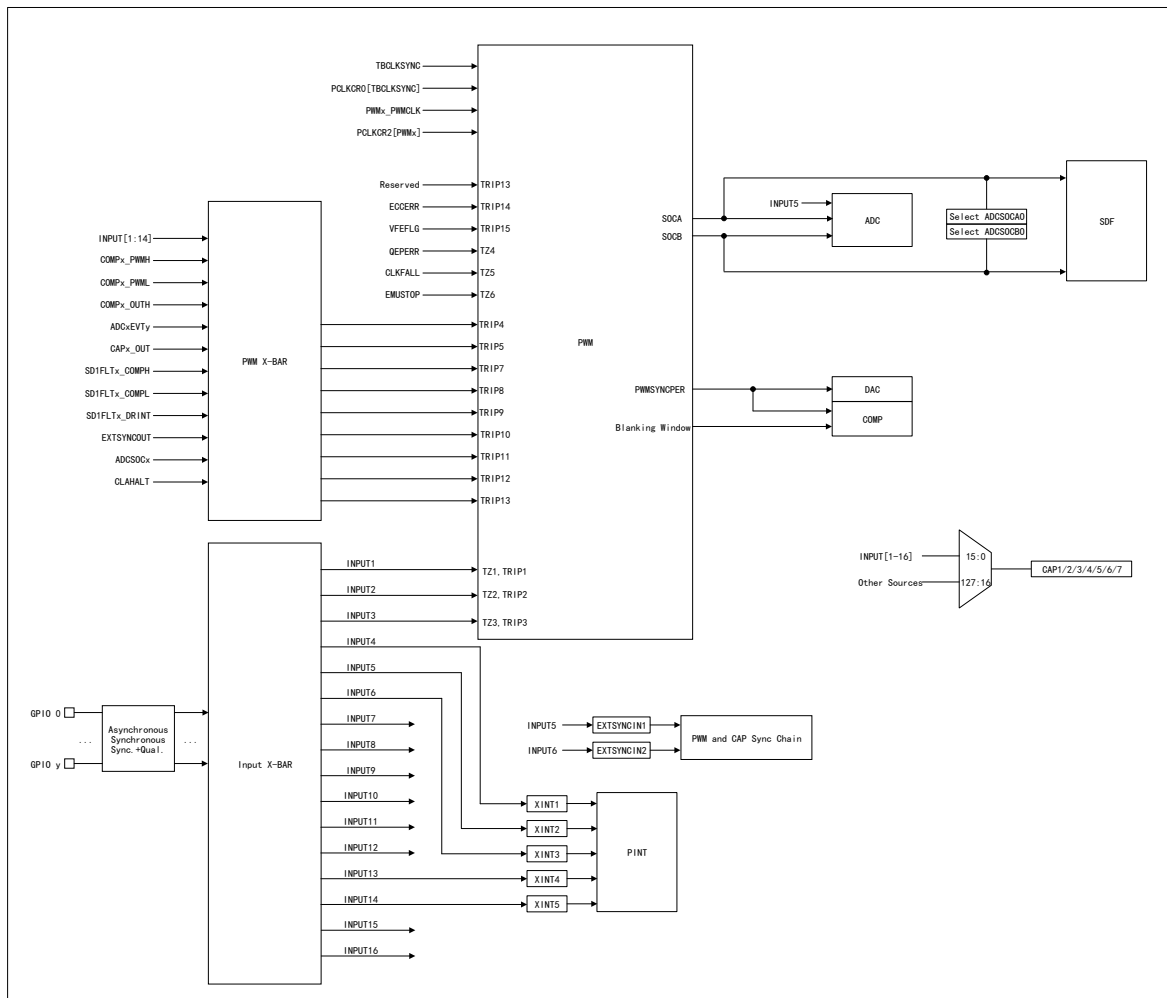 TBCLKSYNC
PCLKCR0[TBCLKSYNC]
PWMx_PWMCLK
PCLKCR2[PWMx]
Reserved
TRIP13
ECCERR
TRIP14
VFEFLG
TRIP15
QEPERR
TZ4
CLKFALL
TZ5
EMUSTOP
TZ6
TRIP4
TRIP5
TRIP7
TRIP8
TRIP9
TRIP10
TRIP11
TRIP12
TRIP13
PWM
INPUT[1:14]
COMPx_PWMH
COMPx_PWML
COMPx_OUTH
ADCxEVTy
CAPx_OUT
SD1FLTx_COMPH
SD1FLTx_COMPL
SD1FLTx_DRINT
EXTSYNCOUT
ADCSOCx
CLAHALT
PWM X-BAR
SOCA
SOCB
INPUT5
ADC
Select ADCSOCAO
Select ADCSOCBO
SDF
PWMSYNCPER
Blanking Window
DAC
COMP
INPUT[1-16]
Other Sources
15:0
127:16
CAP1/2/3/4/5/6/7
INPUT1
TZ1,TRIP1
INPUT2
TZ2,TRIP2
INPUT3
TZ3,TRIP3
INPUT4
INPUT5
INPUT6
INPUT7
INPUT8
INPUT9
INPUT10
INPUT11
INPUT12
INPUT13
INPUT14
INPUT15
INPUT16
GPIO 0
...
GPIO y
Asynchronous
Synchronous
Sync.+Qual.
...
Input X-BAR
INPUT5
EXTSYNCIN1
INPUT6
EXTSYNCIN2
PWM and CAP Sync Chain
XINT1
XINT2
XINT3
XINT4
XINT5
PINT